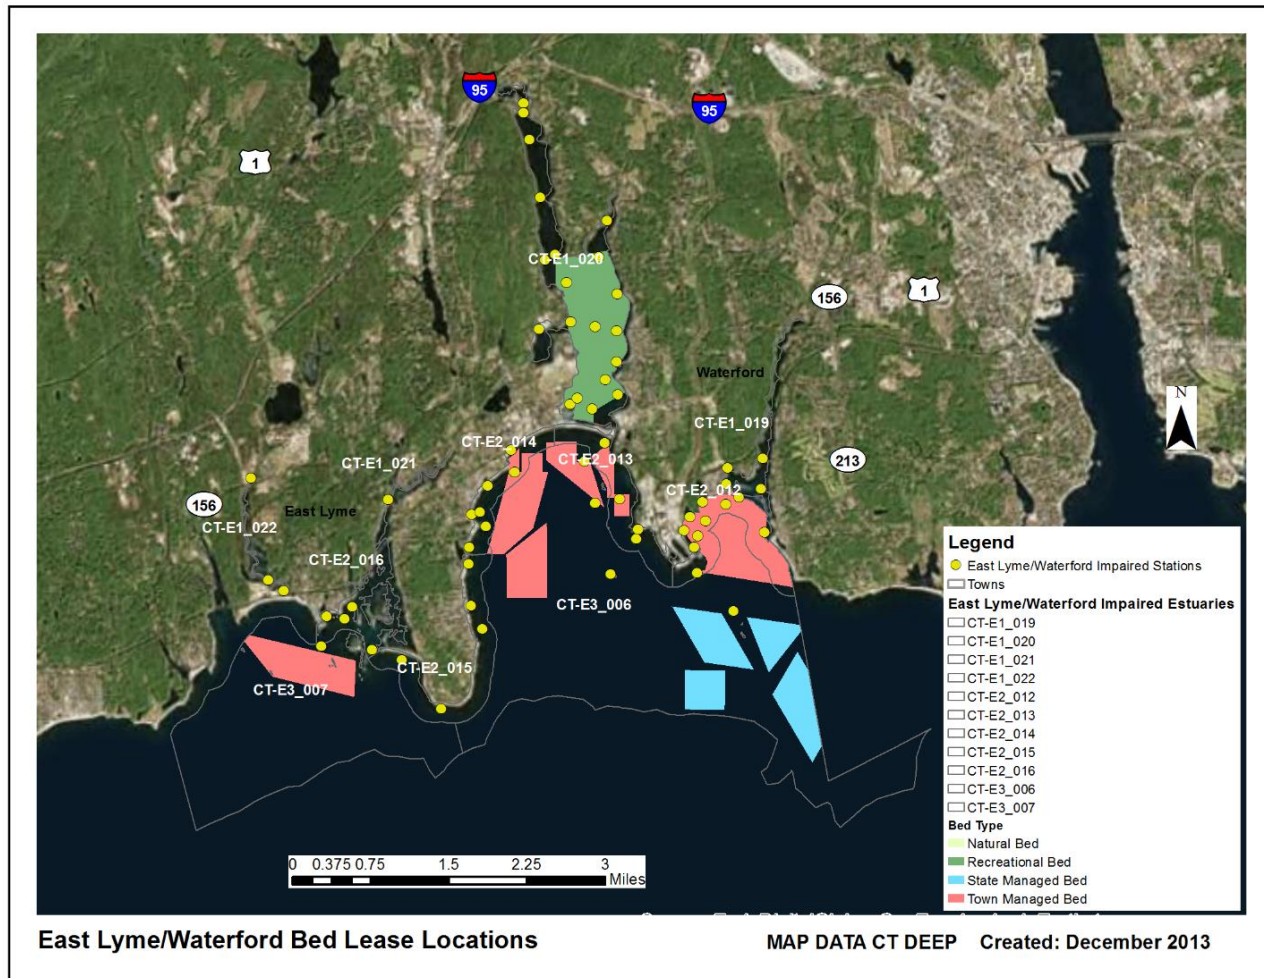 95
95
1
CT-E1_020
156
1
Waterford
N
CT-E1_019
CT-E2_014
CT-E2_013
CT-E1_021
213
CT-E2_012
156
East Lyme
CT-E1_022
CT-E2_016
CT-E3_006
CT-E2_015
CT-E3_007
Legend
East Lyme/Waterford Impaired Stations
Towns
East Lyme/Waterford Impaired Estuaries
CT-E1_019
CT-E1_020
CT-E1_021
CT-E1_022
CT-E2_012
CT-E2_013
CT-E2_014
CT-E2_015
CT-E2_016
CT-E3_006
CT-E3_007
Bed Type
Natural Bed
Recreational Bed
State Managed Bed
Town Managed Bed
0 0.375 0.75 1.5 2.25 3
Miles
East Lyme/Waterford Bed Lease Locations
MAP DATA CT DEEP Created: December 2013